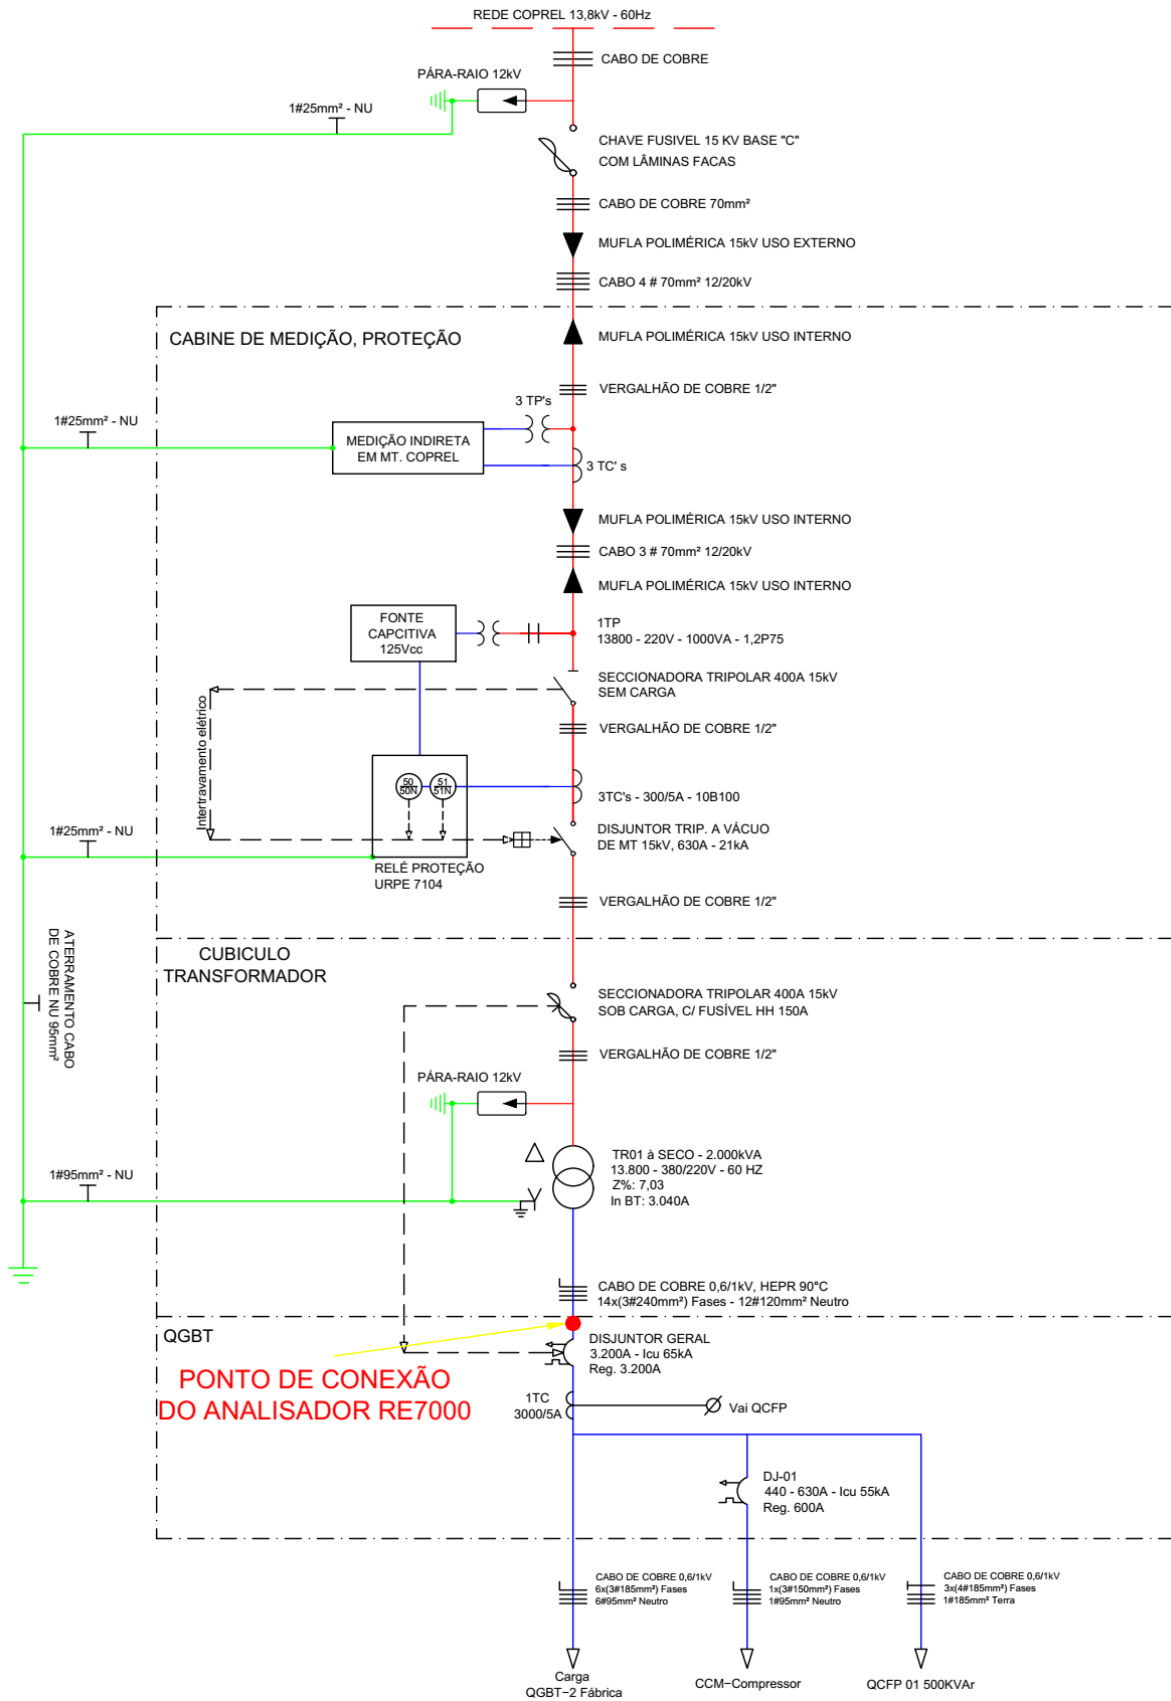 REDE COPREL 13,8kV - 60Hz
CABO DE COBRE
PÁRA-RAIO 12kV
1#25mm² - NU
CHAVE FUSIVEL 15 KV BASE "C"
COM LÂMINAS FACAS
CABO DE COBRE 70mm²
MUFLA POLIMÉRICA 15kV USO EXTERNO
CABO 4 # 70mm² 12/20kV
CABINE DE MEDIÇÃO, PROTEÇÃO
MUFLA POLIMÉRICA 15kV USO INTERNO
VERGALHÃO DE COBRE 1/2"
3 TP's
1#25mm² - NU
MEDIÇÃO INDIRETA
EM MT. COPREL
3 TC' s
MUFLA POLIMÉRICA 15kV USO INTERNO
CABO 3 # 70mm² 12/20kV
MUFLA POLIMÉRICA 15kV USO INTERNO
FONTE
CAPCITIVA
125Vcc
1TP
13800 - 220V - 1000VA - 1,2P75
SECCIONADORA TRIPOLAR 400A 15kV
SEM CARGA
Intertravamento elétrico
VERGALHÃO DE COBRE 1/2"
50
50N
51
51N
3TC's - 300/5A - 10B100
1#25mm² - NU
DISJUNTOR TRIP. A VÁCUO
DE MT 15kV, 630A - 21kA
RELÉ PROTEÇÃO
URPE 7104
VERGALHÃO DE COBRE 1/2"
ATERRAMENTO CABO
DE COBRE NU 95mm²
CUBICULO
TRANSFORMADOR
SECCIONADORA TRIPOLAR 400A 15kV
SOB CARGA, C/ FUSÍVEL HH 150A
VERGALHÃO DE COBRE 1/2"
PÁRA-RAIO 12kV
TR01 à SECO - 2.000kVA
13.800 - 380/220V - 60 HZ
Z%: 7,03
In BT: 3.040A
1#95mm² - NU
CABO DE COBRE 0,6/1kV, HEPR 90°C
14x(3#240mm²) Fases - 12#120mm² Neutro
QGBT
DISJUNTOR GERAL
3.200A - Icu 65kA
Reg. 3.200A
PONTO DE CONEXÃO
DO ANALISADOR RE7000
1TC
3000/5A
Vai QCFP
DJ-01
440 - 630A - Icu 55kA
Reg. 600A
CABO DE COBRE 0,6/1kV
6x(3#185mm²) Fases
6#95mm² Neutro
CABO DE COBRE 0,6/1kV
1x(3#150mm²) Fases
1#95mm² Neutro
CABO DE COBRE 0,6/1kV
3x(4#185mm²) Fases
1#185mm² Terra
Carga
QGBT-2 Fábrica
CCM-Compressor
QCFP 01 500KVAr